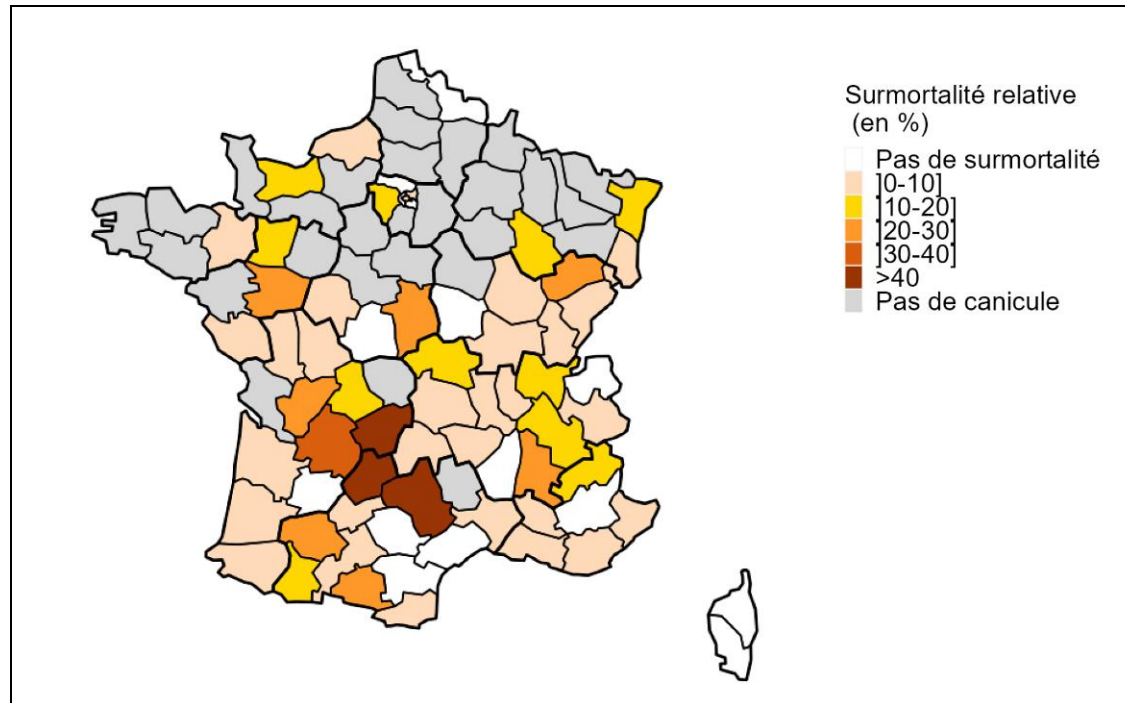 Surmortalité relative
(en %)
Pas de surmortalité
]0-10]
]10-20]
]20-30]
]30-40]
>40
Pas de canicule